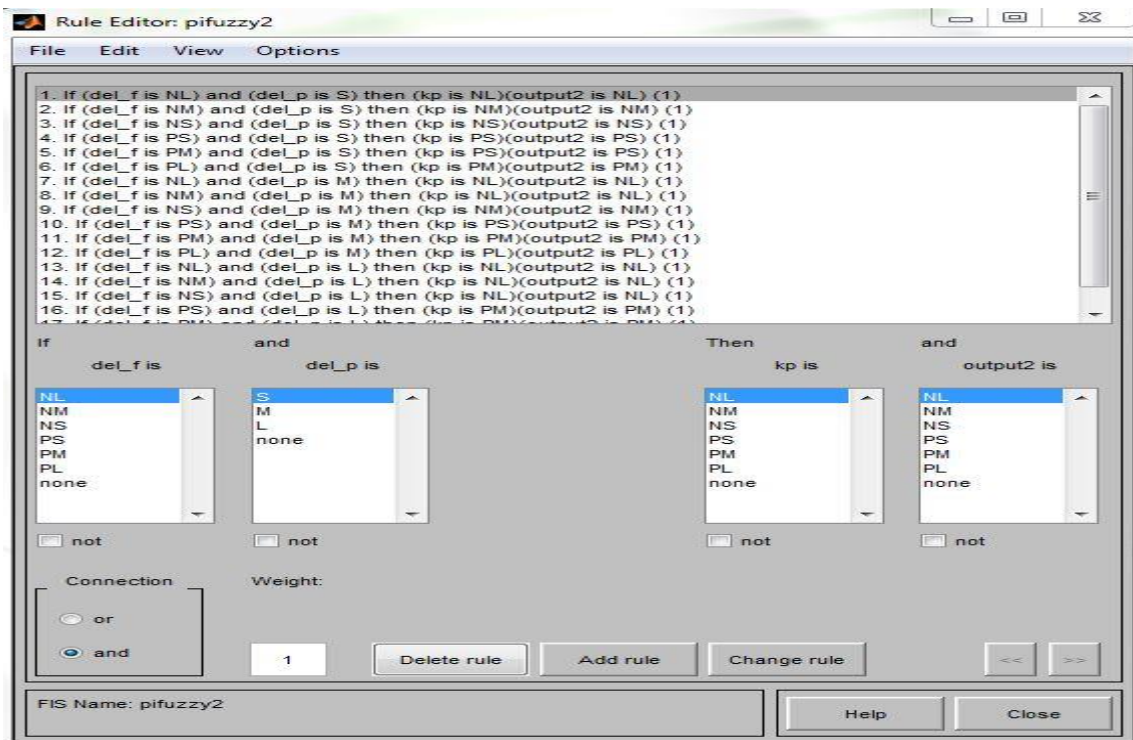 Rule Editor: pifuzzy2
File Edit View Options
1. If (del_f is NL) and (del_p is S) then (kp is NL)(output2 is NL) (1)
2. If (del_f is NM) and (del_p is S) then (kp is NM)(output2 is NM) (1)
3. If (del_f is NS) and (del_p is S) then (kp is NS)(output2 is NS) (1)
4. If (del_f is PS) and (del_p is S) then (kp is PS)(output2 is PS) (1)
5. If (del_f is PM) and (del_p is S) then (kp is PS)(output2 is PS) (1)
6. If (del_f is PL) and (del_p is S) then (kp is PM)(output2 is PM) (1)
7. If (del_f is NL) and (del_p is M) then (kp is NL)(output2 is NL) (1)
8. If (del_f is NM) and (del_p is M) then (kp is NL)(output2 is NL) (1)
9. If (del_f is NS) and (del_p is M) then (kp is NM)(output2 is NM) (1)
10. If (del_f is PS) and (del_p is M) then (kp is PS)(output2 is PS) (1)
11. If (del_f is PM) and (del_p is M) then (kp is PM)(output2 is PM) (1)
12. If (del_f is PL) and (del_p is M) then (kp is PL)(output2 is PL) (1)
13. If (del_f is NL) and (del_p is L) then (kp is NL)(output2 is NL) (1)
14. If (del_f is NM) and (del_p is L) then (kp is NL)(output2 is NL) (1)
15. If (del_f is NS) and (del_p is L) then (kp is NL)(output2 is NL) (1)
16. If (del_f is PS) and (del_p is L) then (kp is PM)(output2 is PM) (1)
17. If (del_f is PM) and (del_p is L) then (kp is PM)(output2 is PM) (1)
If and Then and
del_f is del_p is kp is output2 is
NL S NL NL
NM M NM NM
NS L NS NS
PS none PS PS
PM PM PM
PL PL PL
none none none
not not not not
Connection Weight:
or
and 1 Delete rule Add rule Change rule << >>
FIS Name: pifuzzy2 Help Close